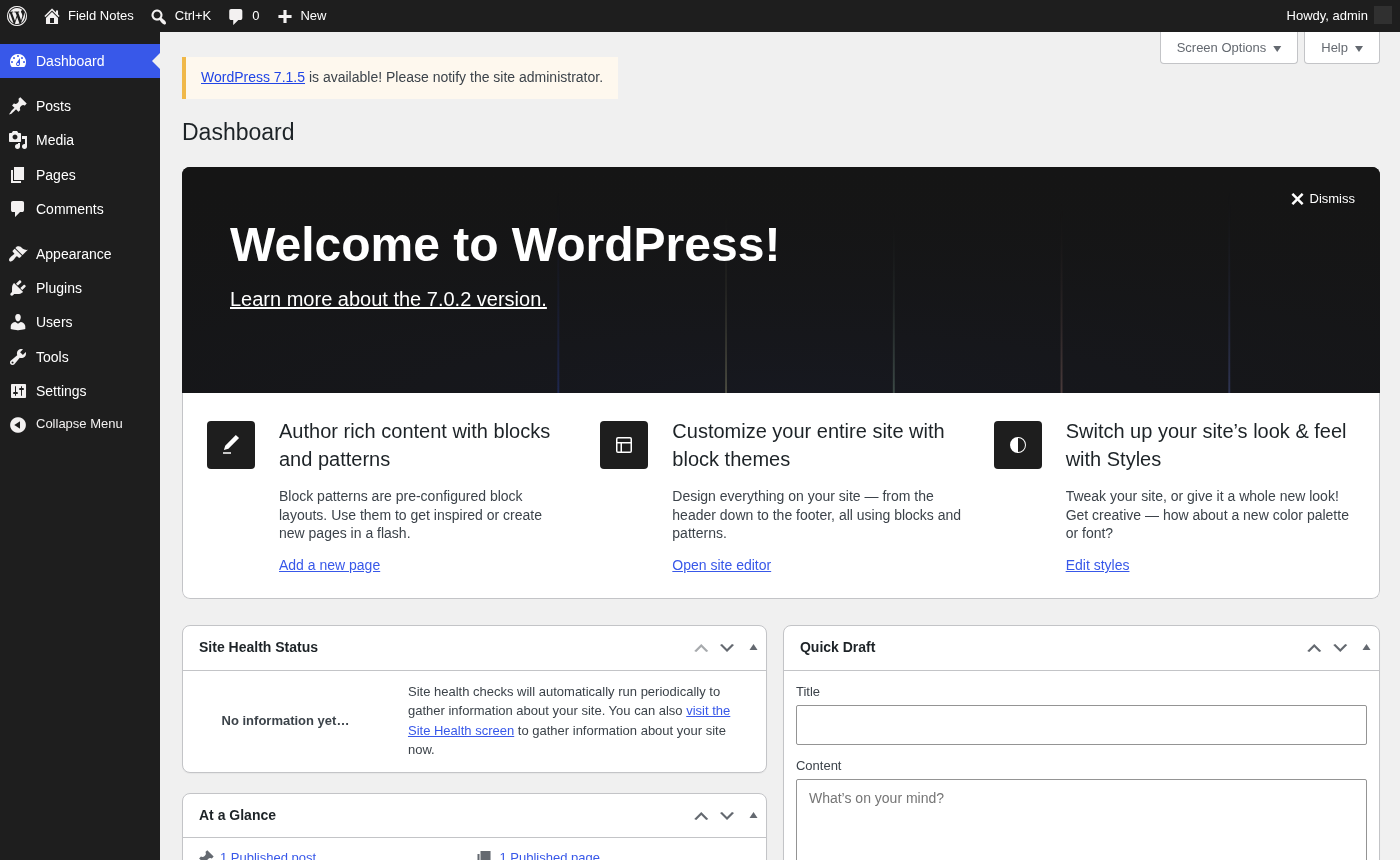 Field Notes Ctrl+K 0 New Howdy, admin
Dashboard
Posts
Media
Pages
Comments
Appearance
Plugins
Users
Tools
Settings
Collapse Menu
Screen Options Help
WordPress 7.1.5 is available! Please notify the site administrator.
Dashboard
Dismiss
Welcome to WordPress!
Learn more about the 7.0.2 version.
Author rich content with blocks
and patterns
Block patterns are pre-configured block
layouts. Use them to get inspired or create
new pages in a flash.
Add a new page
Customize your entire site with
block themes
Design everything on your site — from the
header down to the footer, all using blocks and
patterns.
Open site editor
Switch up your site’s look & feel
with Styles
Tweak your site, or give it a whole new look!
Get creative — how about a new color palette
or font?
Edit styles
Site Health Status
No information yet…
Site health checks will automatically run periodically to
gather information about your site. You can also visit the
Site Health screen to gather information about your site
now.
At a Glance
1 Published post 1 Published page
Quick Draft
Title
Content
What’s on your mind?